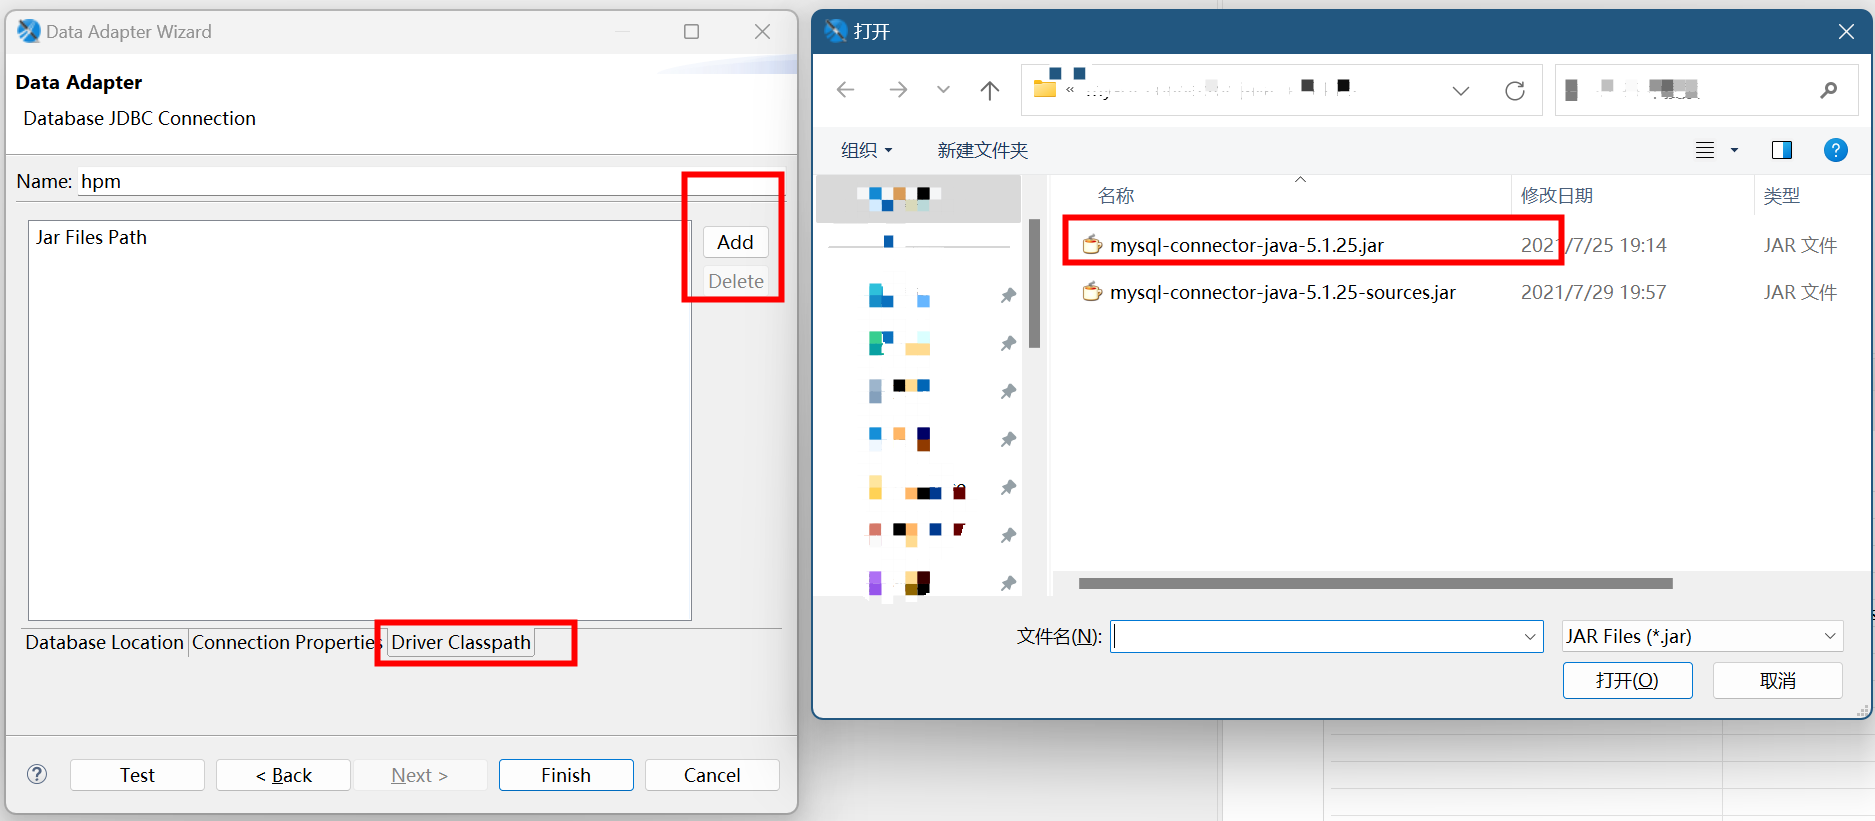 Data Adapter Wizard
Data Adapter
Database JDBC Connection
Name: hpm
Jar Files Path
Add
Delete
Database Location
Connection Properties
Driver Classpath
Test
< Back
Next >
Finish
Cancel
打开
«
组织
新建文件夹
名称
修改日期
类型
mysql-connector-java-5.1.25.jar
2021/7/25 19:14
JAR 文件
mysql-connector-java-5.1.25-sources.jar
2021/7/29 19:57
JAR 文件
文件名(N):
JAR Files (*.jar)
打开(O)
取消